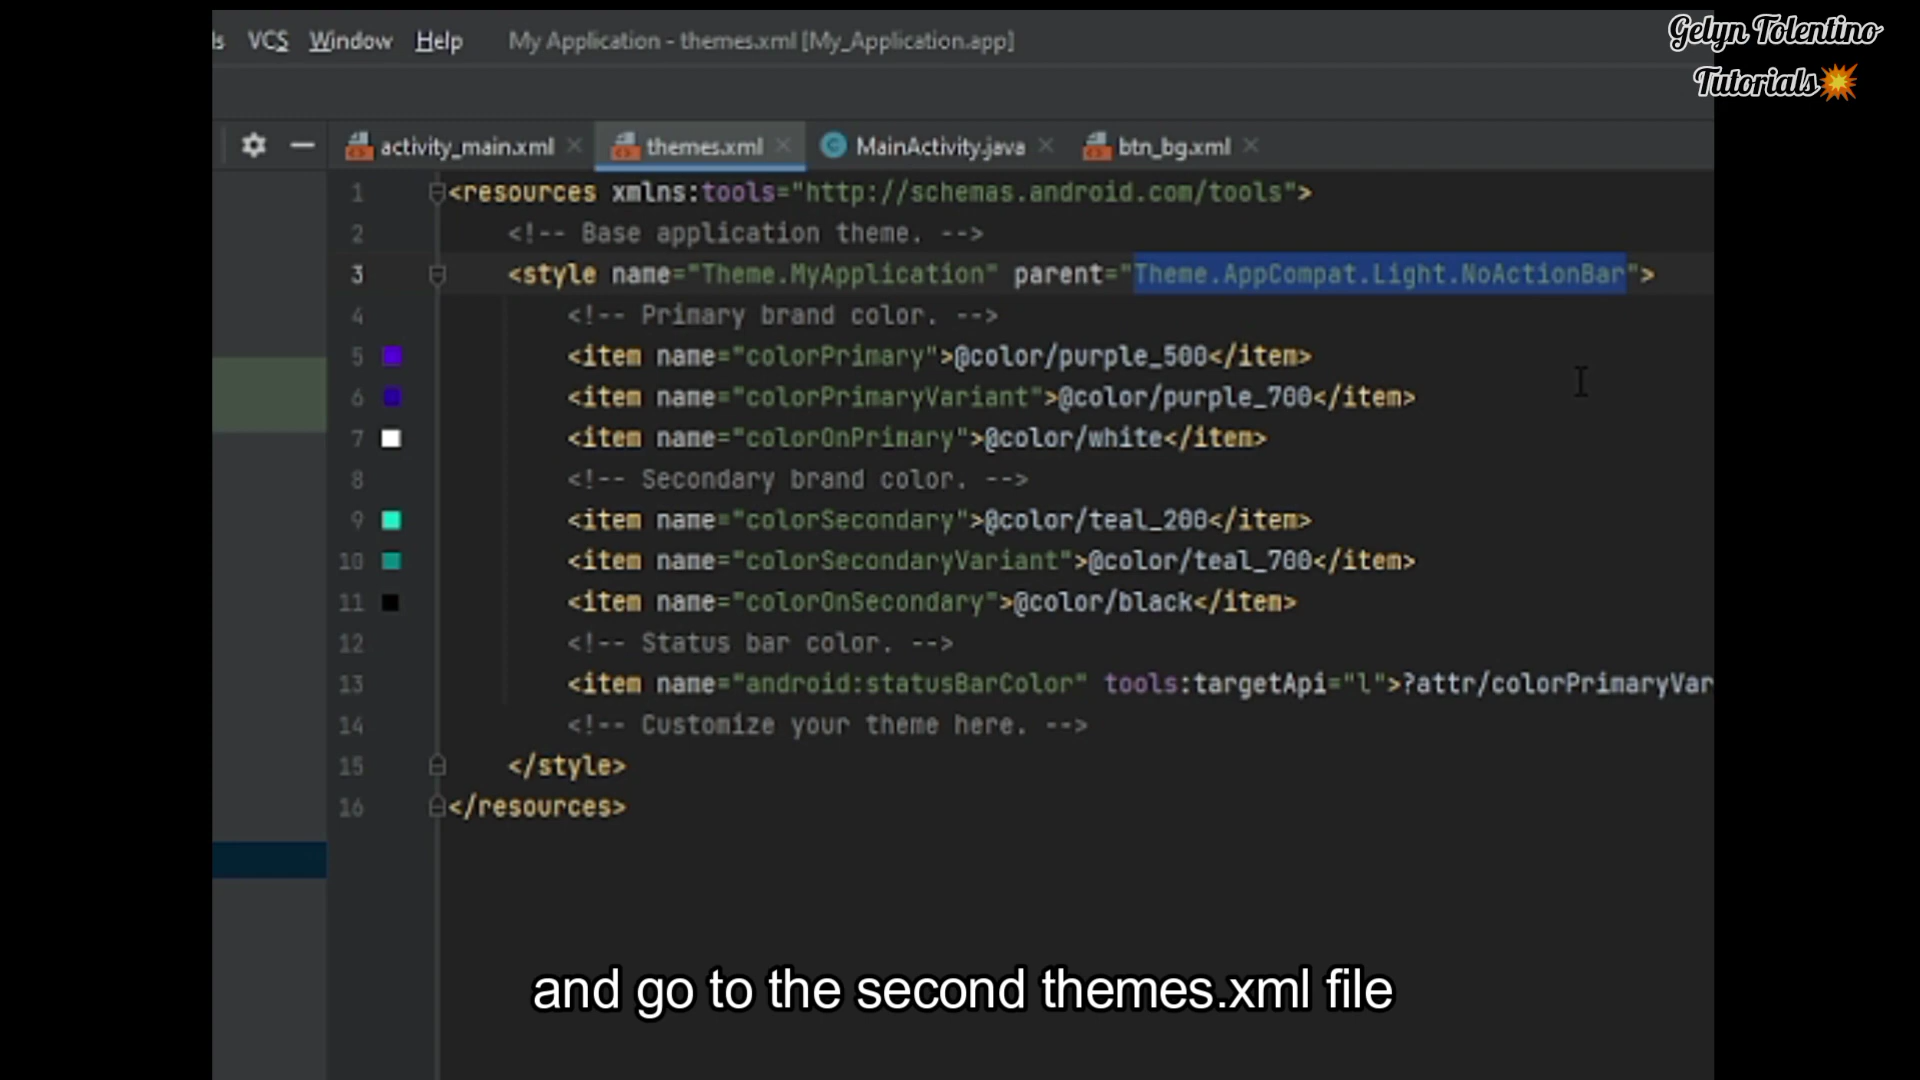 Gelyn Tolentino
Tutorials
ls VCS Window Help My Application - themes.xml [My_Application.app]
activity_main.xml themes.xml MainActivity.java btn_bg.xml
1 <resources xmlns:tools="http://schemas.android.com/tools">
2 <!-- Base application theme. -->
3 <style name="Theme.MyApplication" parent="Theme.AppCompat.Light.NoActionBar">
4 <!-- Primary brand color. -->
5 <item name="colorPrimary">@color/purple_500</item>
6 <item name="colorPrimaryVariant">@color/purple_700</item>
7 <item name="colorOnPrimary">@color/white</item>
8 <!-- Secondary brand color. -->
9 <item name="colorSecondary">@color/teal_200</item>
10 <item name="colorSecondaryVariant">@color/teal_700</item>
11 <item name="colorOnSecondary">@color/black</item>
12 <!-- Status bar color. -->
13 <item name="android:statusBarColor" tools:targetApi="l">?attr/colorPrimaryVar
14 <!-- Customize your theme here. -->
15 </style>
16 </resources>
and go to the second themes.xml file